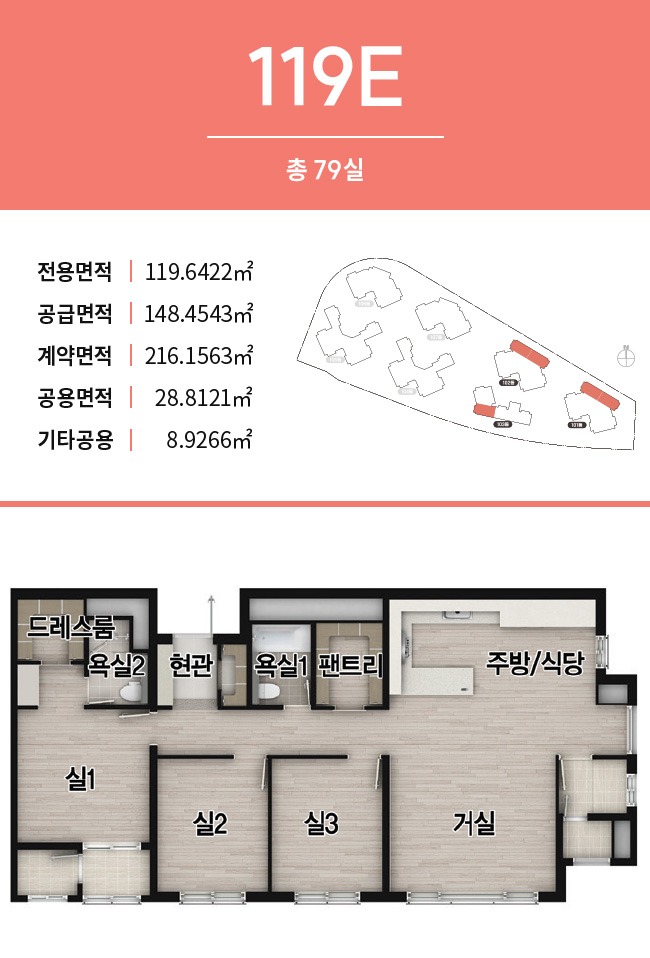 119E
총 79실
전용면적 | 119.6422㎡
공급면적 | 148.4543㎡
계약면적 | 216.1563㎡
공용면적 | 28.8121㎡
기타공용 | 8.9266㎡
N
102동
103동
101동
드레스룸
욕실2
현관
욕실1
팬트리
주방/식당
실1
실2
실3
거실